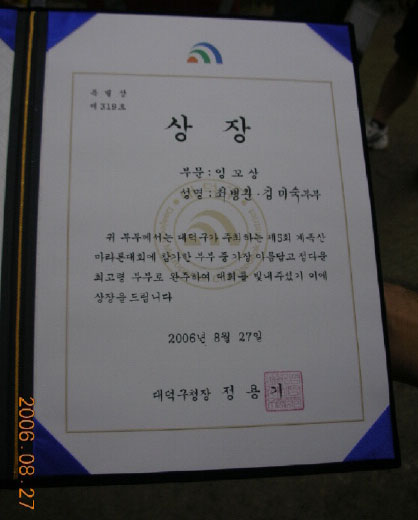 특별상
제319호
상 장
부문 : 잉꼬상
성명 : 최병환 · 김미숙부부
위 부부께서는 대덕구가 주최하는 제5회 계족산
마라톤대회에 참가한 부부 중 가장 아름답고 정다운
최고령 부부로 완주하여 대회를 빛내주셨기 이에
상장을 드립니다
2006년 8월 27일
대덕구청장 정 용 기
2006.08.27